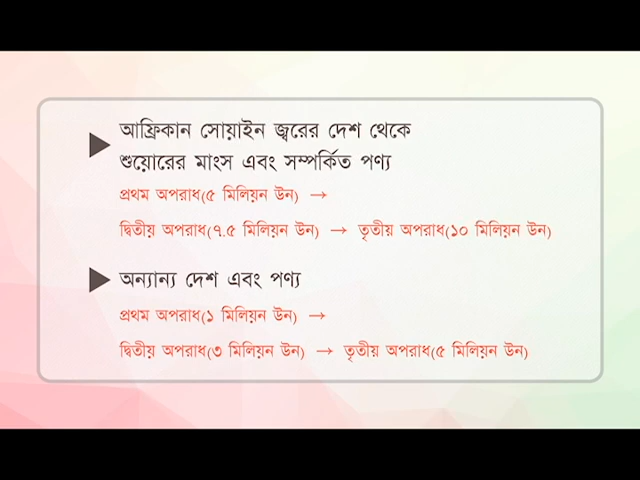 আফ্রিকান সোয়াইন জ্বরের দেশ থেকে
শুয়োরের মাংস এবং সম্পর্কিত পণ্য
প্রথম অপরাধ(৫ মিলিয়ন উন) →
দ্বিতীয় অপরাধ(৭.৫ মিলিয়ন উন) → তৃতীয় অপরাধ(১০ মিলিয়ন উন)
অন্যান্য দেশ এবং পণ্য
প্রথম অপরাধ(১ মিলিয়ন উন) →
দ্বিতীয় অপরাধ(৩ মিলিয়ন উন) → তৃতীয় অপরাধ(৫ মিলিয়ন উন)